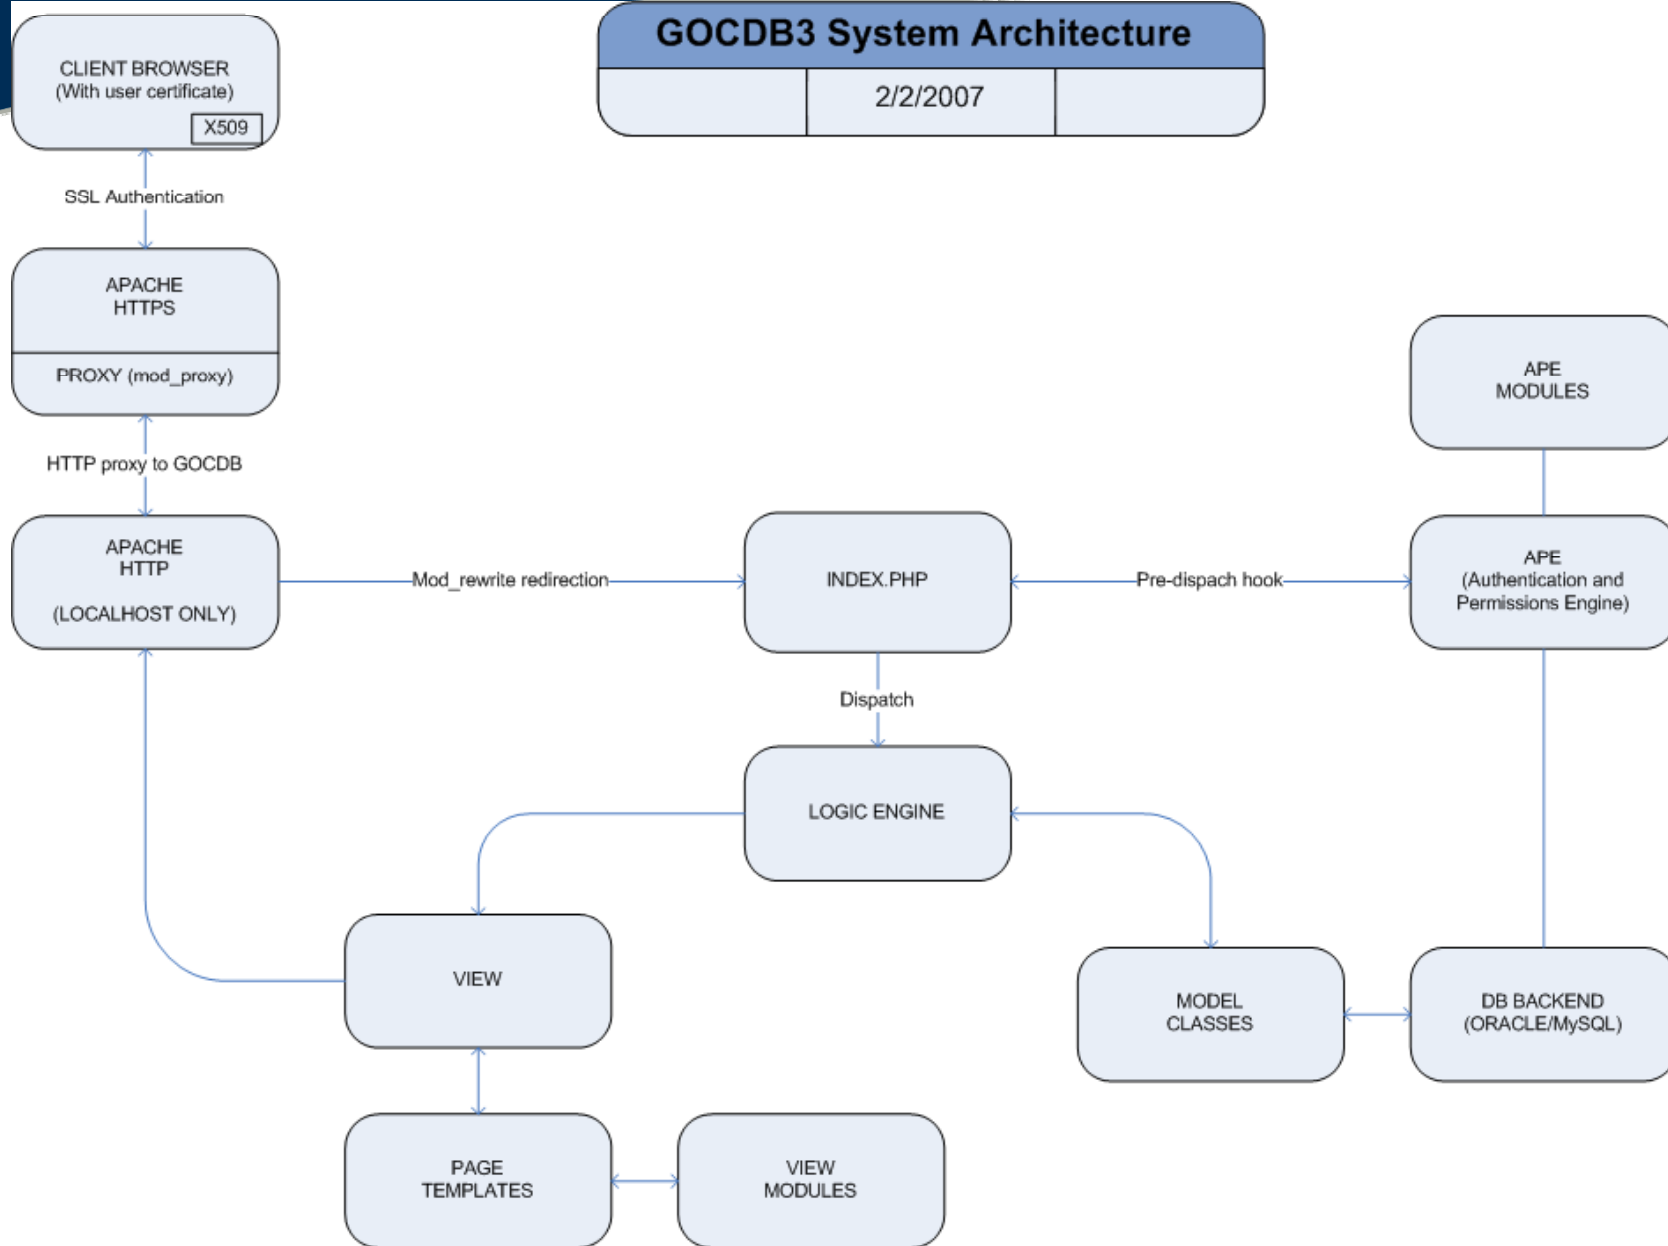 GOCDB3 System Architecture
2/2/2007
CLIENT BROWSER
(With user certificate)
X509
SSL Authentication
APACHE
HTTPS
PROXY (mod_proxy)
HTTP proxy to GOCDB
APACHE
HTTP
(LOCALHOST ONLY)
Mod_rewrite redirection
INDEX.PHP
Pre-dispach hook
APE
MODULES
APE
(Authentication and
Permissions Engine)
Dispatch
LOGIC ENGINE
VIEW
MODEL
CLASSES
DB BACKEND
(ORACLE/MySQL)
PAGE
TEMPLATES
VIEW
MODULES